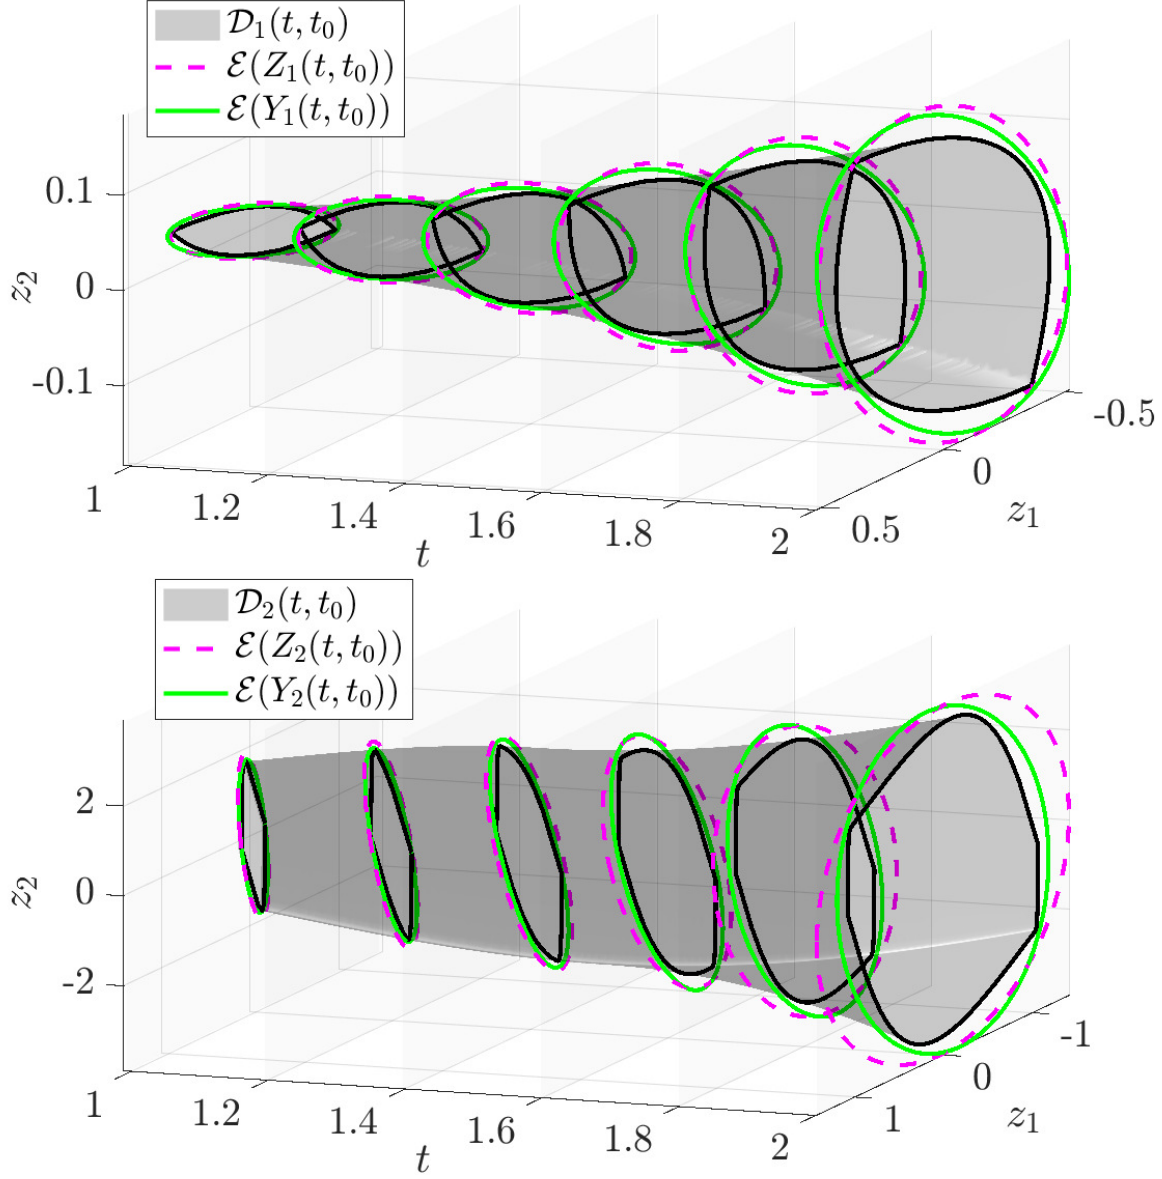 𝒟₁(t, t₀)
ℰ(Z₁(t, t₀))
ℰ(Y₁(t, t₀))
0.1
0
-0.1
z₂
1
1.2
1.4
1.6
1.8
2
t
-0.5
0
0.5
z₁
𝒟₂(t, t₀)
ℰ(Z₂(t, t₀))
ℰ(Y₂(t, t₀))
2
0
-2
z₂
1
1.2
1.4
1.6
1.8
2
t
-1
0
1
z₁